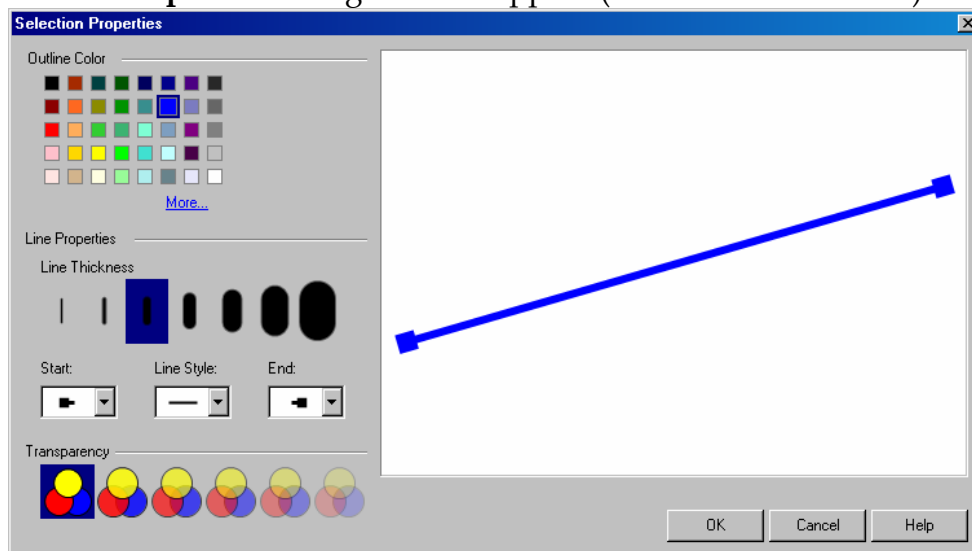 Selection Properties
Outline Color
More...
Line Properties
Line Thickness
Start: Line Style: End:
Transparency
OK Cancel Help